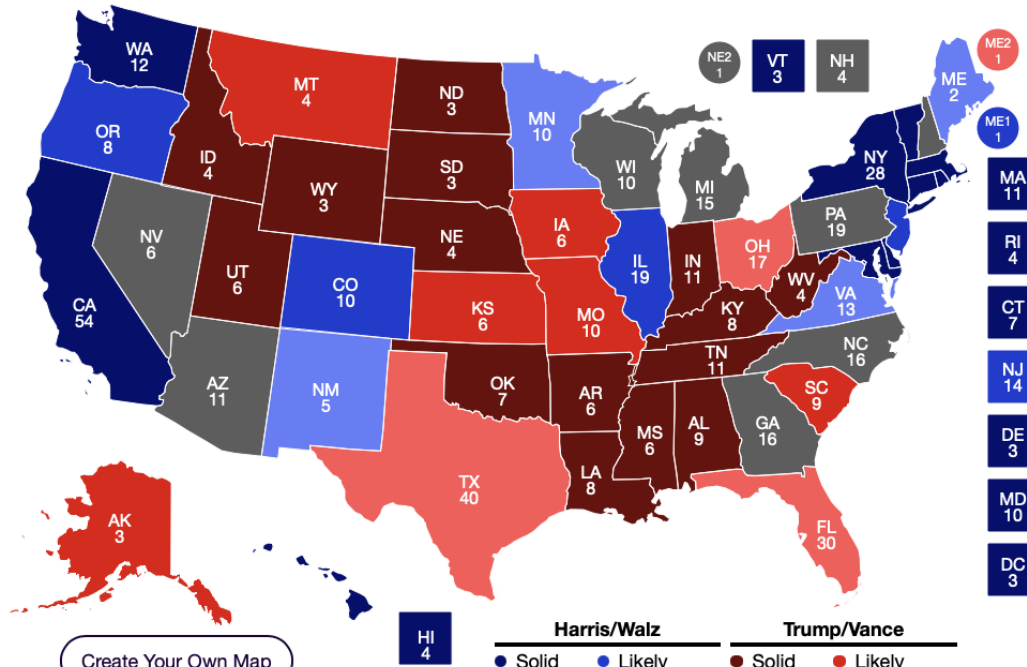 WA
12
OR
8
CA
54
NV
6
ID
4
MT
4
WY
3
UT
6
AZ
11
CO
10
NM
5
ND
3
SD
3
NE
4
KS
6
OK
7
TX
40
MN
10
IA
6
MO
10
AR
6
LA
8
WI
10
IL
19
MI
15
IN
11
OH
17
KY
8
TN
11
MS
6
AL
9
GA
16
FL
30
SC
9
NC
16
VA
13
WV
4
PA
19
NY
28
ME
2
NE2
1
VT
3
NH
4
ME2
1
ME1
1
MA
11
RI
4
CT
7
NJ
14
DE
3
MD
10
DC
3
AK
3
HI
4
Create Your Own Map
Harris/Walz
Solid Likely
Trump/Vance
Solid Likely